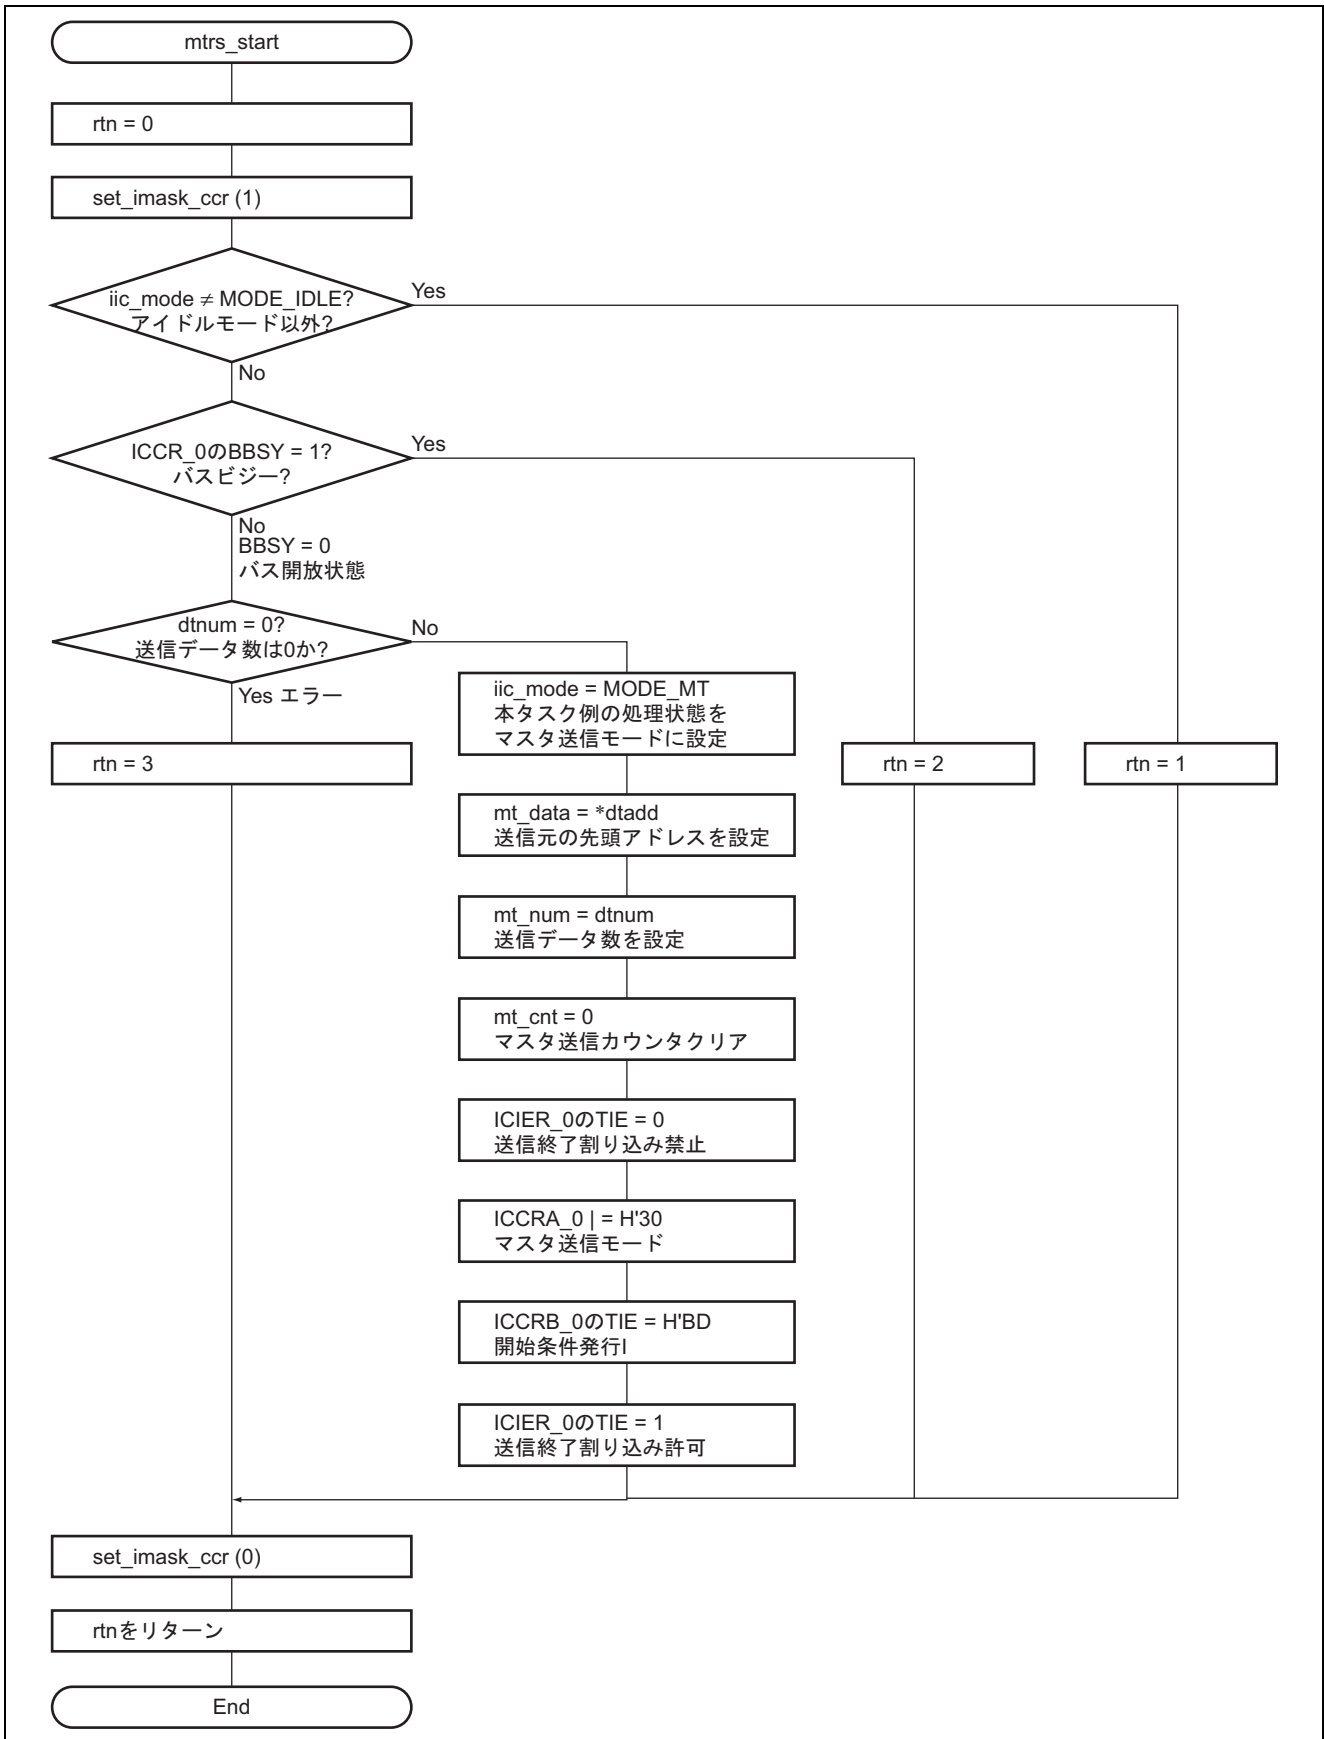 mtrs_start
rtn = 0
set_imask_ccr (1)
iic_mode ≠ MODE_IDLE?
アイドルモード以外?
Yes
No
ICCR_0のBBSY = 1?
バスビジー?
Yes
No
BBSY = 0
バス開放状態
dtnum = 0?
送信データ数は0か?
No
Yes エラー
iic_mode = MODE_MT
本タスク例の処理状態を
マスタ送信モードに設定
rtn = 3
rtn = 2
rtn = 1
mt_data = *dtadd
送信元の先頭アドレスを設定
mt_num = dtnum
送信データ数を設定
mt_cnt = 0
マスタ送信カウンタクリア
ICIER_0のTIE = 0
送信終了割り込み禁止
ICCRA_0 | = H'30
マスタ送信モード
ICCRB_0のTIE = H'BD
開始条件発行I
ICIER_0のTIE = 1
送信終了割り込み許可
set_imask_ccr (0)
rtnをリターン
End